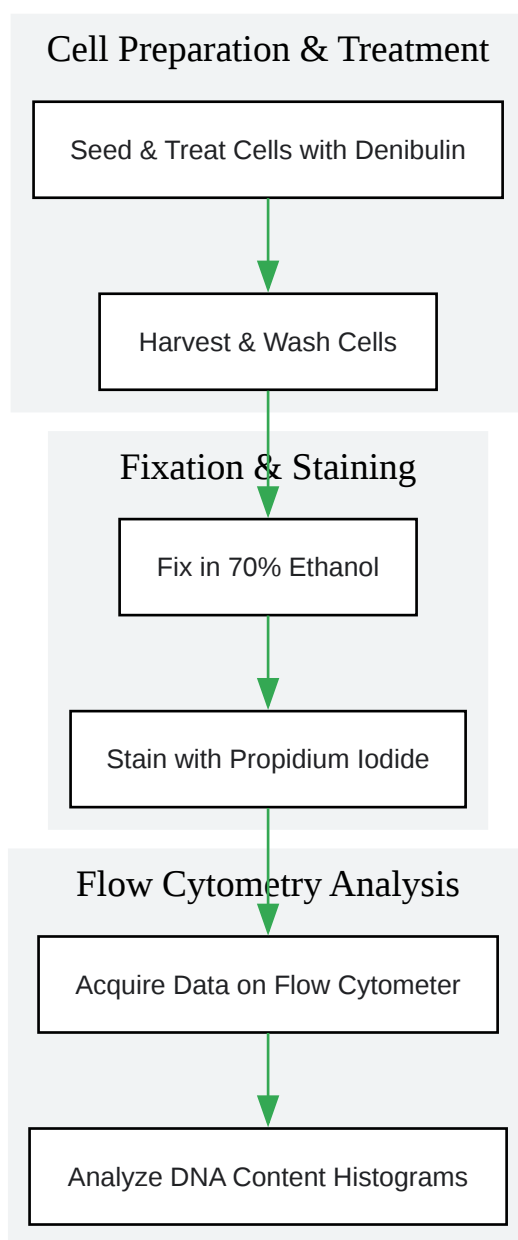 Cell Preparation & Treatment
Seed & Treat Cells with Denibulin
Harvest & Wash Cells
Fixation & Staining
Fix in 70% Ethanol
Stain with Propidium Iodide
Flow Cytometry Analysis
Acquire Data on Flow Cytometer
Analyze DNA Content Histograms